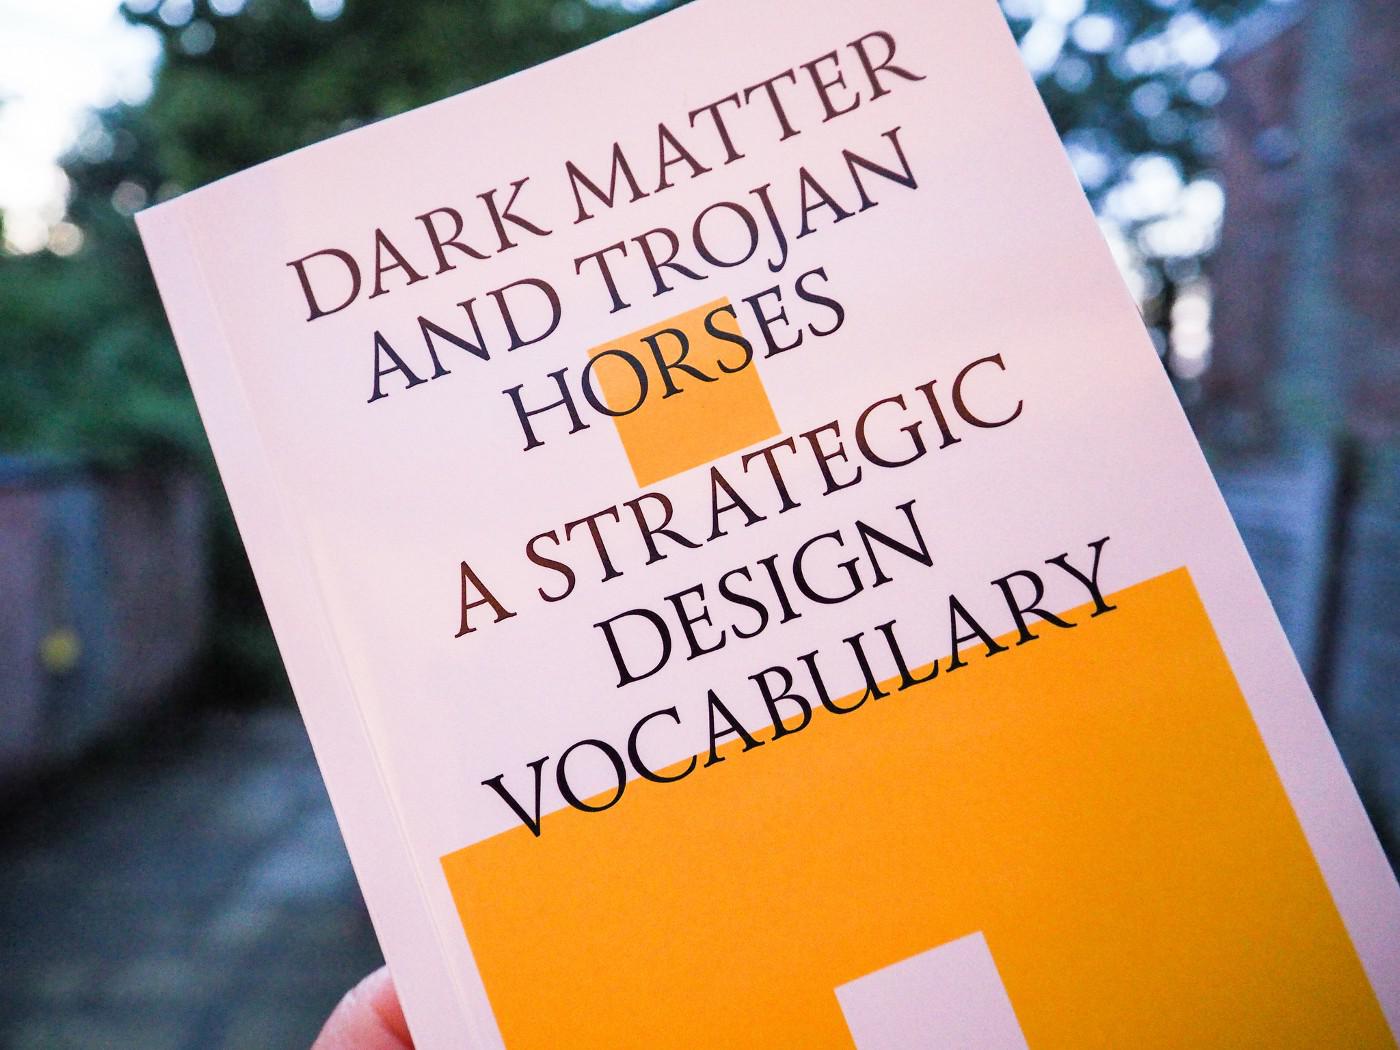 DARK MATTER
AND TROJAN
HORSES
A STRATEGIC
DESIGN
VOCABULARY